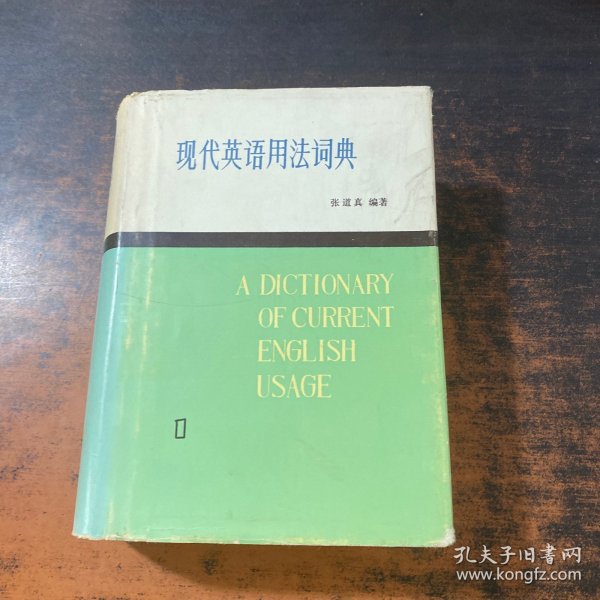 现代英语用法词典
张道真 编著
A DICTIONARY
OF CURRENT
ENGLISH
USAGE
孔夫子旧书网
www.kongfz.com